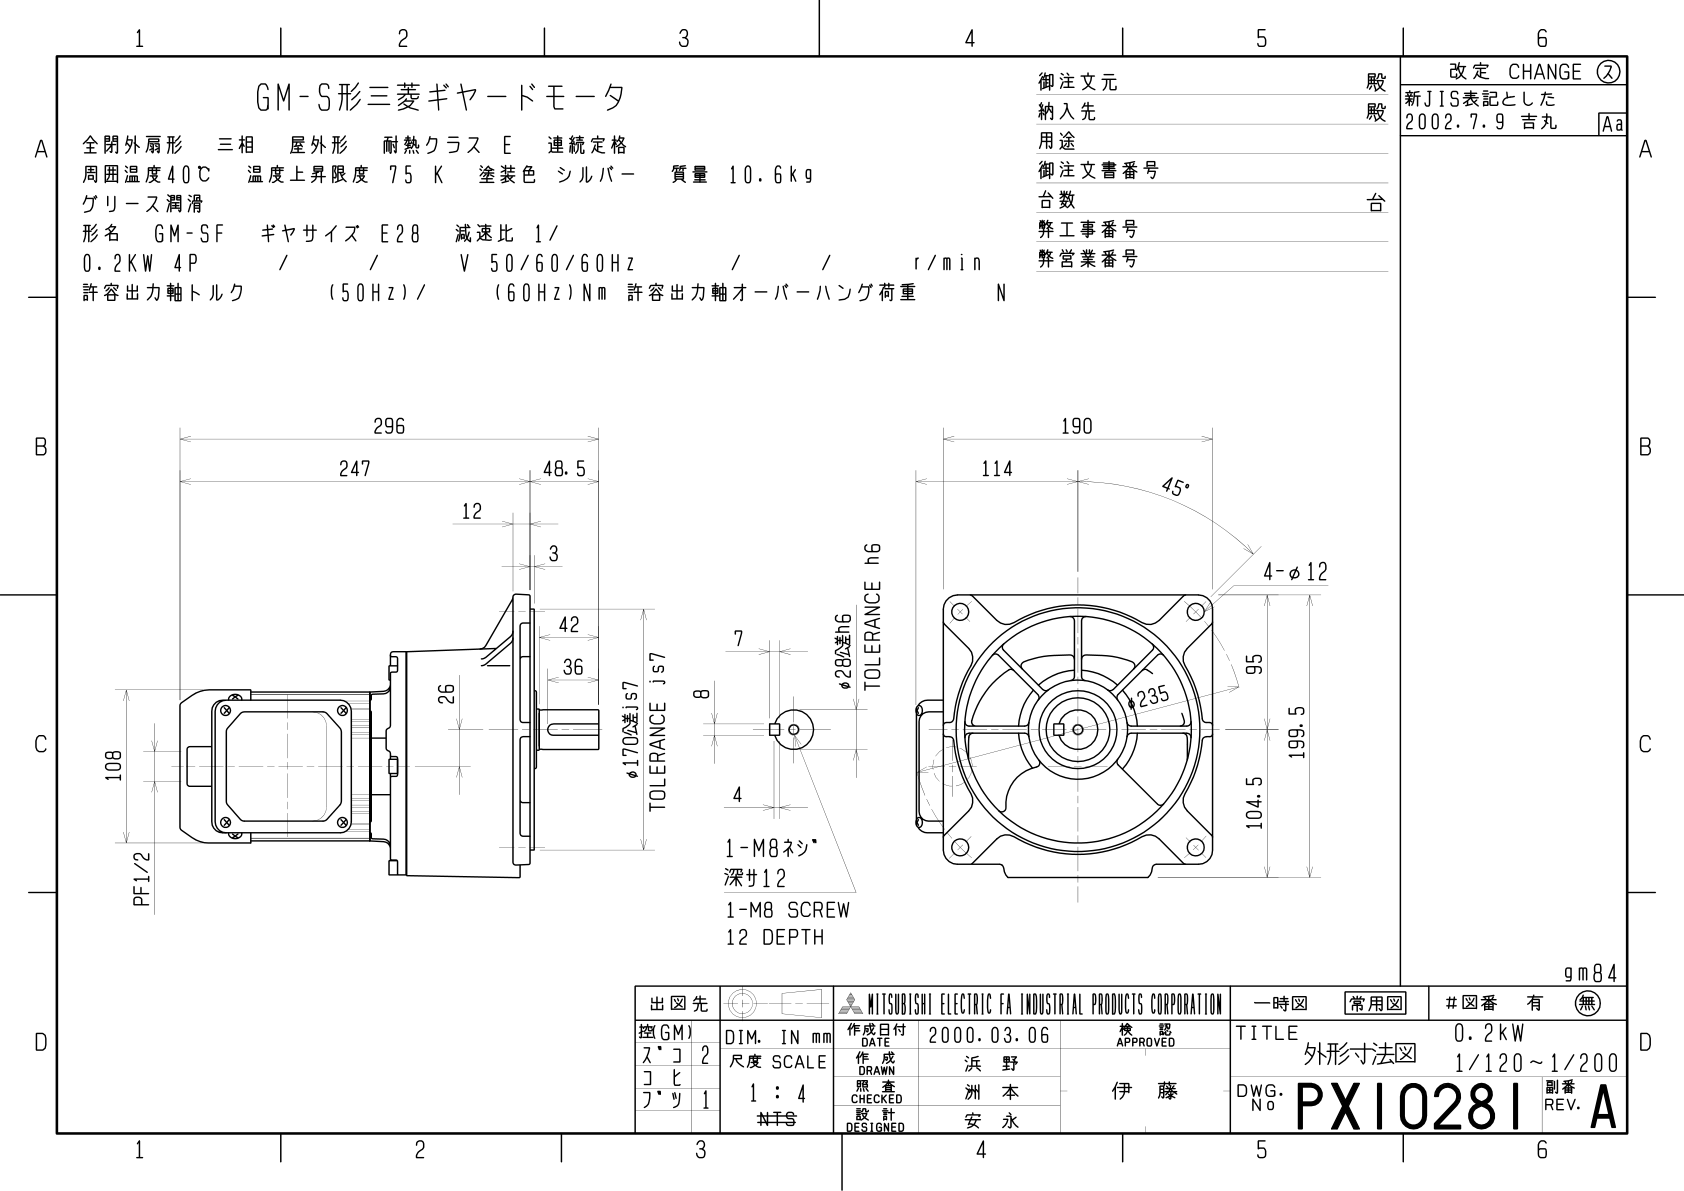 1 2 3 4 5 6
改定 CHANGE ス
新JIS表記とした
2002.7.9 吉丸 Aa
GM-S形三菱ギヤードモータ
全閉外扇形 三相 屋外形 耐熱クラス E 連続定格
周囲温度40℃ 温度上昇限度 75 K 塗装色 シルバー 質量 10.6kg
グリース潤滑
形名 GM-SF ギヤサイズ E28 減速比 1/
0.2KW 4P / / V 50/60/60Hz / / r/min
許容出力軸トルク (50Hz)/ (60Hz)Nm 許容出力軸オーバーハング荷重 N
御注文元 殿
納入先 殿
用途
御注文書番号
台数 台
弊工事番号
弊営業番号
A A
B B
C C
D D
296
247 48.5
12
3
42
36
26
108
PF1/2
φ170公差js7
TOLERANCE js7
7
8
4
φ28公差h6
TOLERANCE h6
1-M8ネジ
深サ12
1-M8 SCREW
12 DEPTH
190
114
45°
4-φ12
φ235
95
104.5
199.5
gm84
出図先
控(GM)
ズコ 2
コヒ
ブツ 1
DIM. IN mm
尺度 SCALE
1 : 4
NTS
MITSUBISHI ELECTRIC FA INDUSTRIAL PRODUCTS CORPORATION
作成日付 DATE 2000.03.06
作成 DRAWN 浜野
照査 CHECKED 洲本
設計 DESIGNED 安永
検認 APPROVED
伊藤
一時図 常用図 #図番 有 無
TITLE 0.2kW
外形寸法図 1/120~1/200
DWG. No PX10281 副番 REV. A
1 2 3 4 5 6